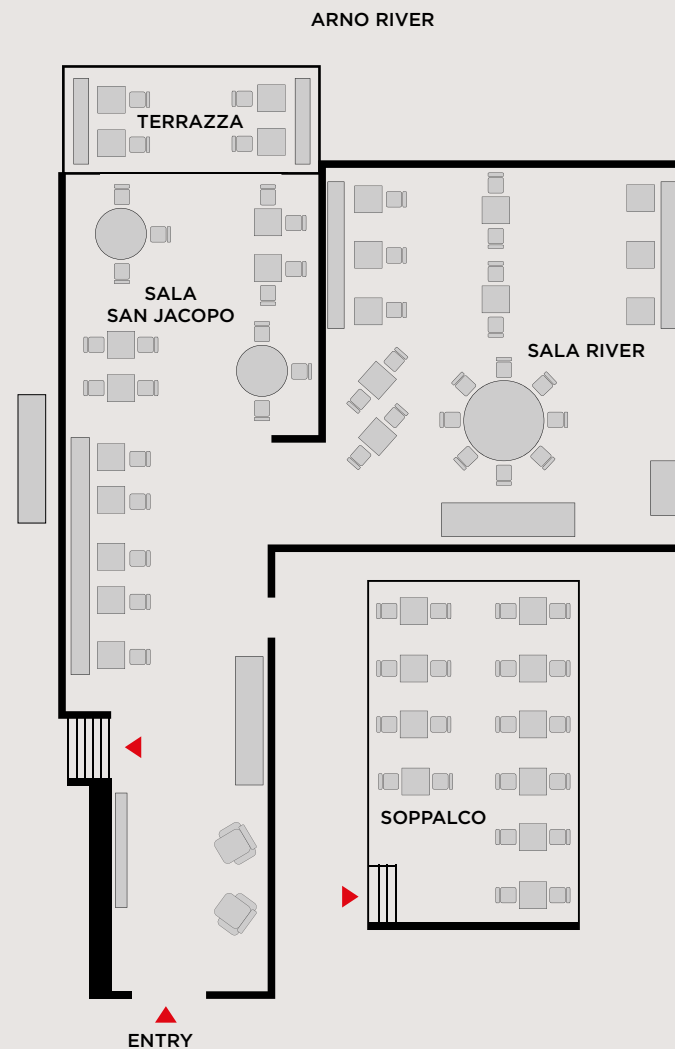 ARNO RIVER
TERRAZZA
SALA
SAN JACOPO
SALA RIVER
SOPPALCO
ENTRY